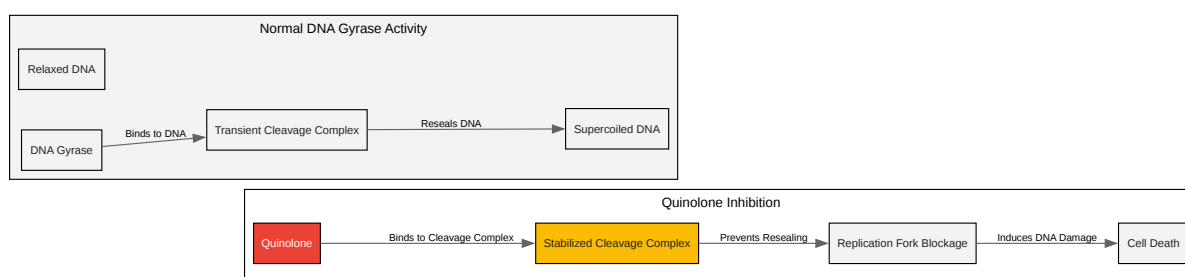 Normal DNA Gyrase Activity
Relaxed DNA
DNA Gyrase
Binds to DNA
Transient Cleavage Complex
Reseals DNA
Supercoiled DNA
Quinolone Inhibition
Quinolone
Binds to Cleavage Complex
Stabilized Cleavage Complex
Prevents Resealing
Replication Fork Blockage
Induces DNA Damage
Cell Death